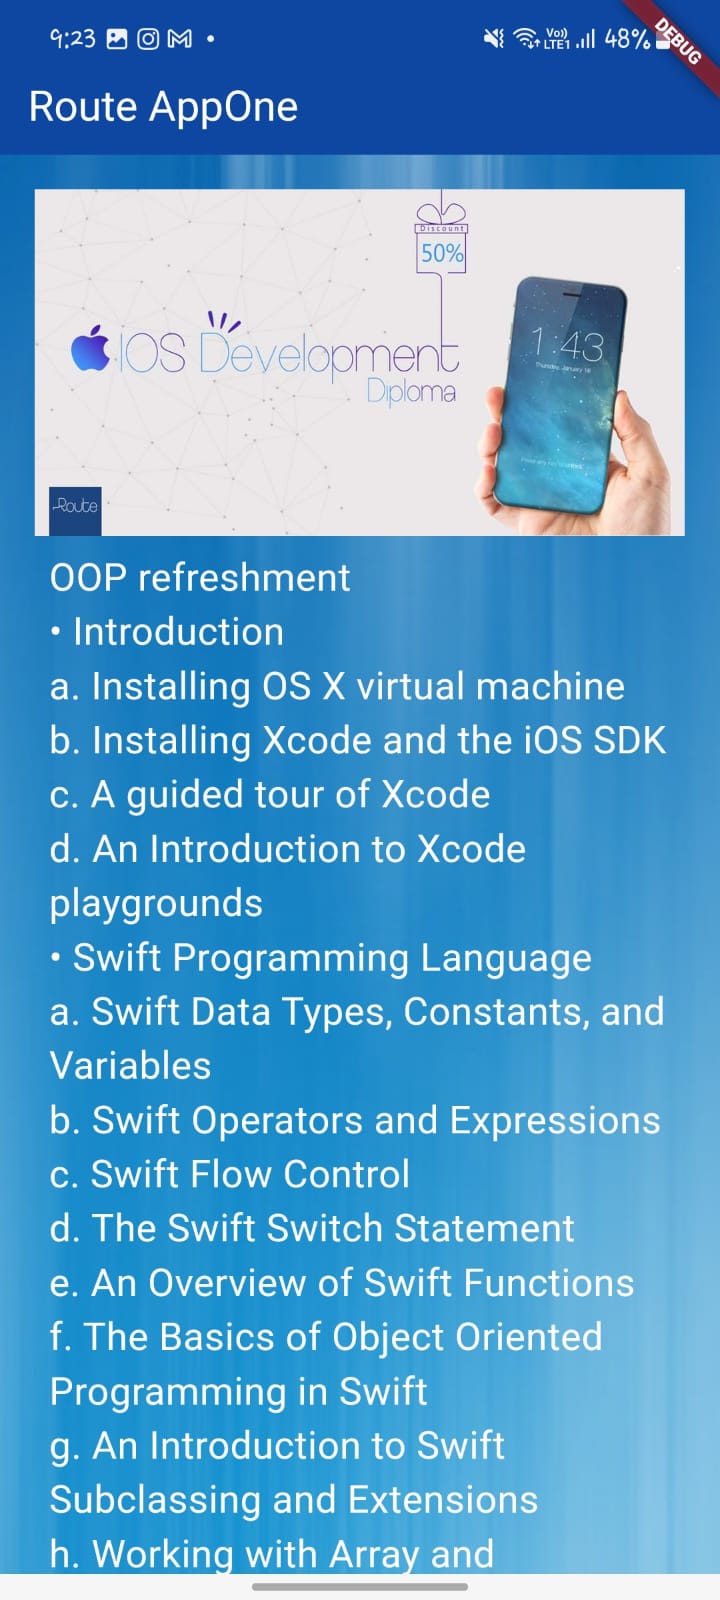 9:23
Vo))
LTE1
48%
DEBUG
Route AppOne
Discount
50%
IOS Development
Diploma
1:43
Thursday, January 18
Route
OOP refreshment
• Introduction
a. Installing OS X virtual machine
b. Installing Xcode and the iOS SDK
c. A guided tour of Xcode
d. An Introduction to Xcode
playgrounds
• Swift Programming Language
a. Swift Data Types, Constants, and
Variables
b. Swift Operators and Expressions
c. Swift Flow Control
d. The Swift Switch Statement
e. An Overview of Swift Functions
f. The Basics of Object Oriented
Programming in Swift
g. An Introduction to Swift
Subclassing and Extensions
h. Working with Array and